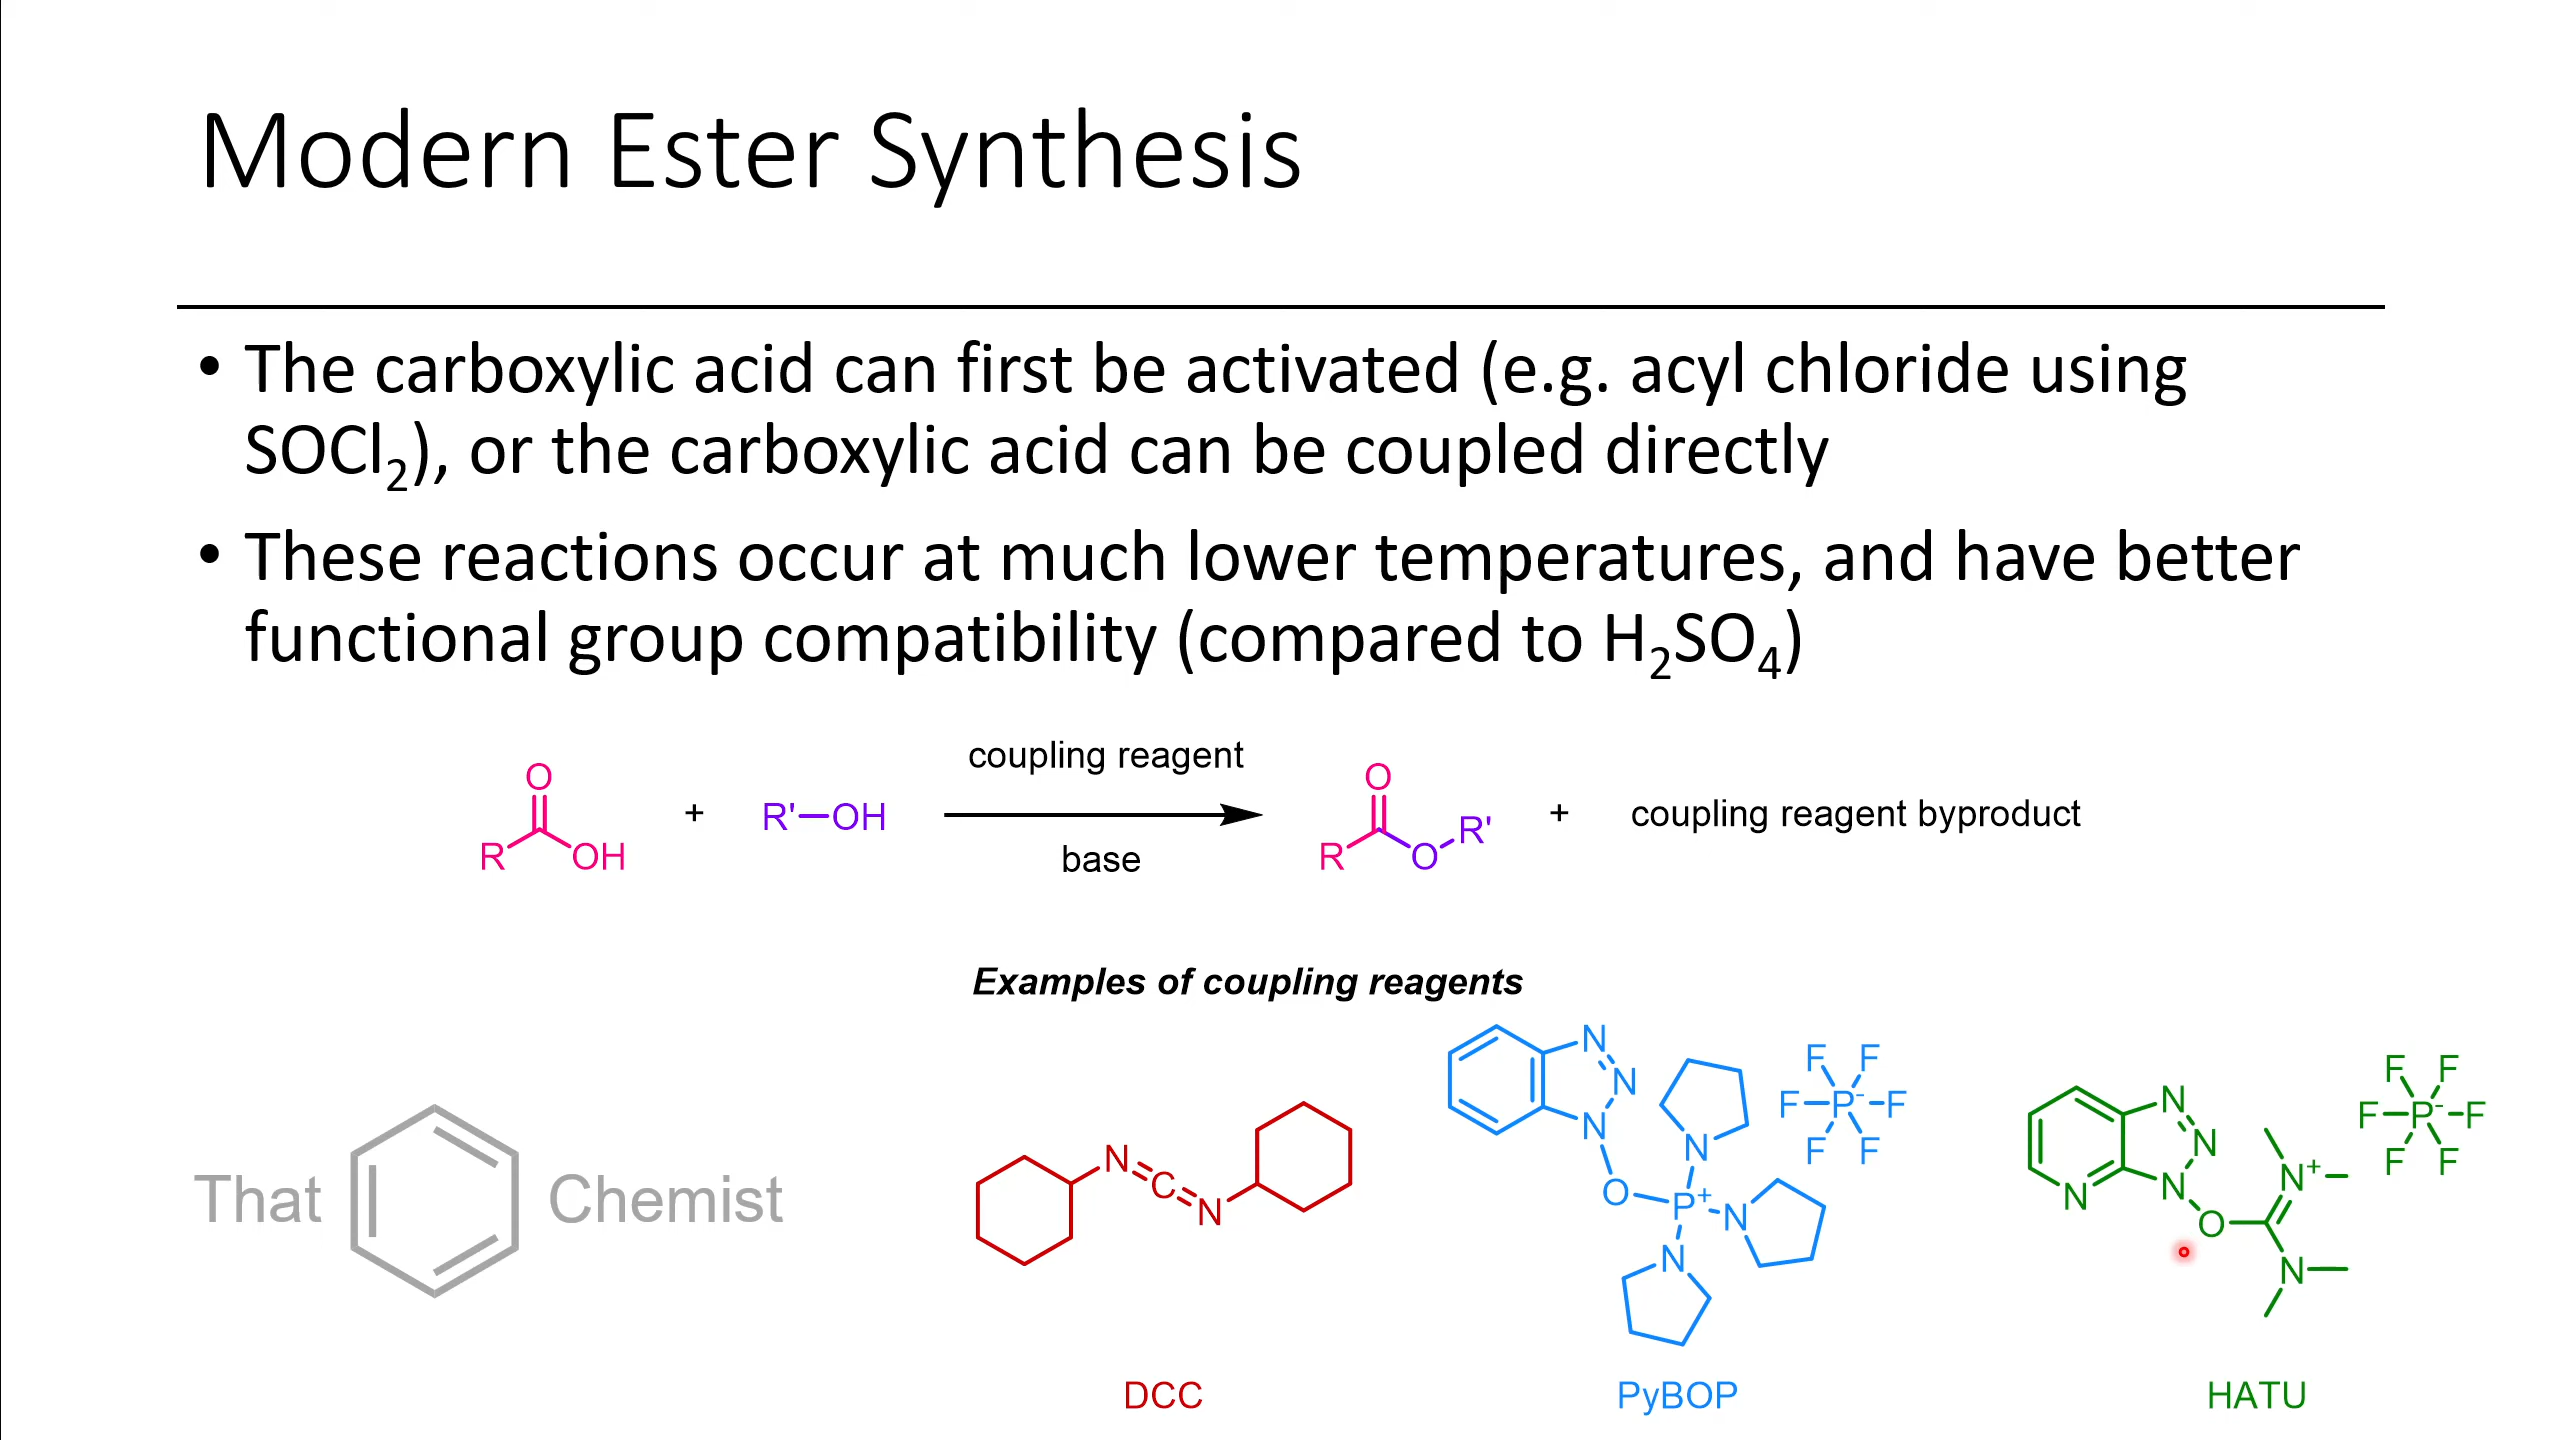 Modern Ester Synthesis
• The carboxylic acid can first be activated (e.g. acyl chloride using
SOCl₂), or the carboxylic acid can be coupled directly
• These reactions occur at much lower temperatures, and have better
functional group compatibility (compared to H₂SO₄)
coupling reagent
O
R
OH
+
R'—OH
base
O
R
O
R'
+
coupling reagent byproduct
Examples of coupling reagents
That Chemist
N
C
N
DCC
N
N
N
O
P⁺
N
N
N
F F
F P⁻ F
F F
PyBOP
N
N
N
N
O
N⁺
N
F F
F P⁻ F
F F
HATU